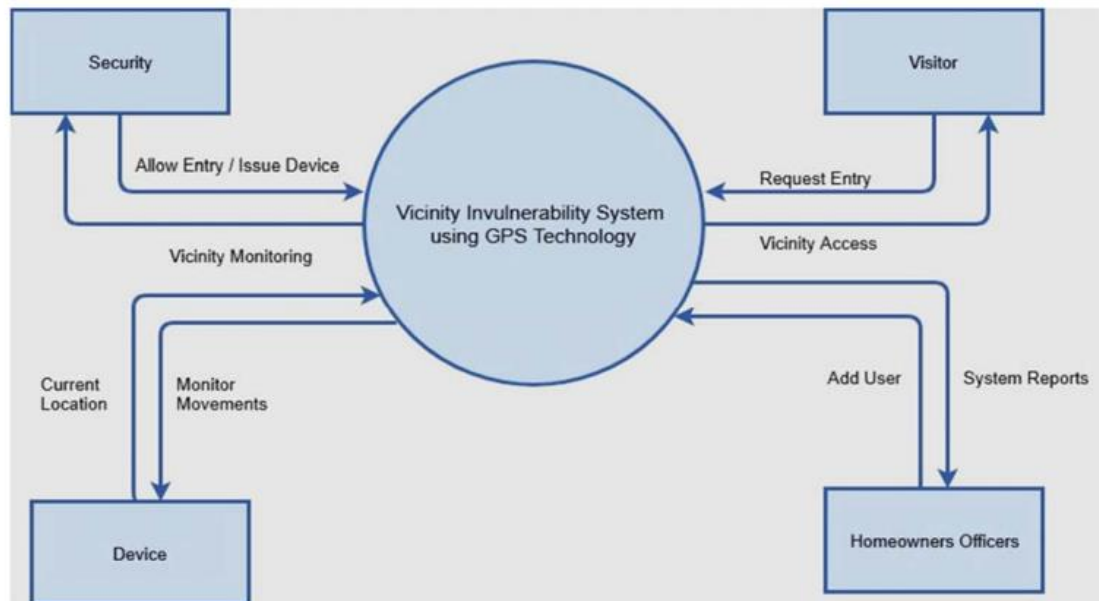 Security
Visitor
Allow Entry / Issue Device
Request Entry
Vicinity Invulnerability System
using GPS Technology
Vicinity Monitoring
Vicinity Access
Current
Location
Monitor
Movements
Add User
System Reports
Device
Homeowners Officers